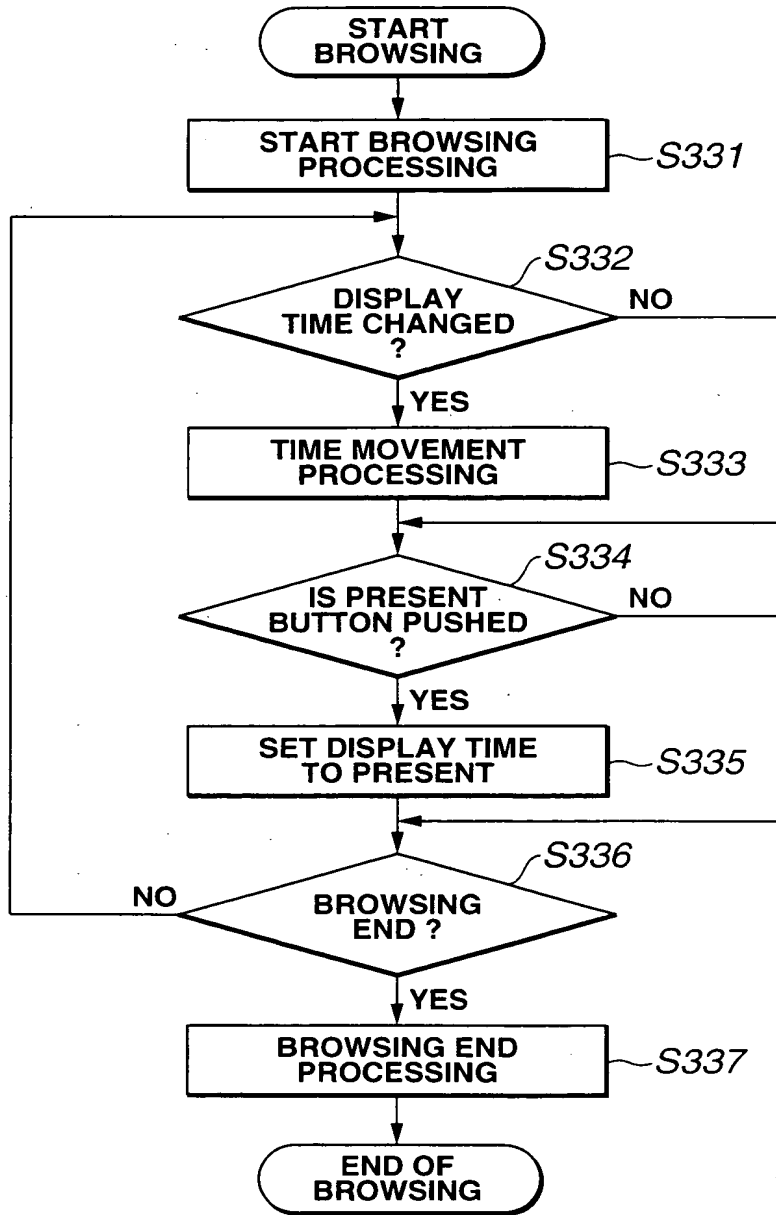 START
BROWSING
START BROWSING
PROCESSING
S331
S332
DISPLAY
TIME CHANGED
?
NO
YES
TIME MOVEMENT
PROCESSING
S333
S334
IS PRESENT
BUTTON PUSHED
?
NO
YES
SET DISPLAY TIME
TO PRESENT
S335
S336
NO
BROWSING
END ?
YES
BROWSING END
PROCESSING
S337
END OF
BROWSING